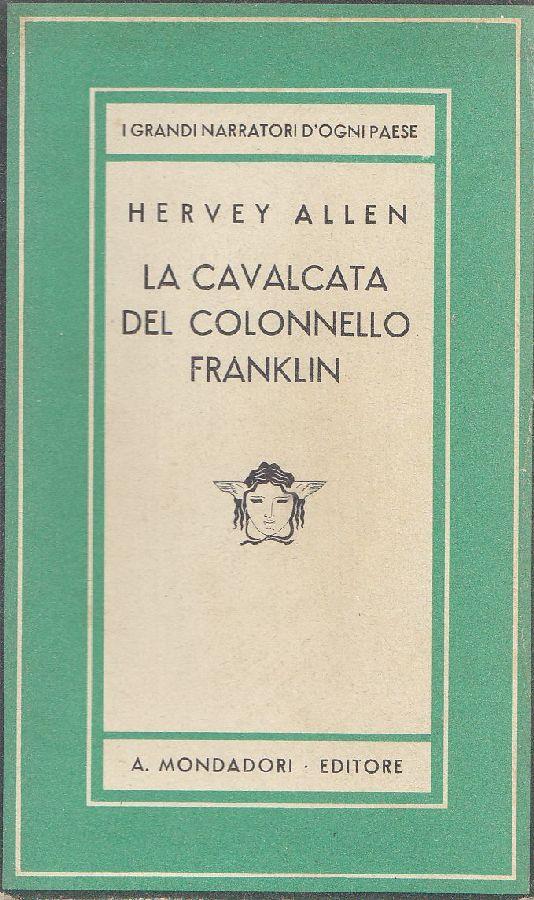 I GRANDI NARRATORI D'OGNI PAESE
HERVEY ALLEN
LA CAVALCATA
DEL COLONNELLO
FRANKLIN
A. MONDADORI · EDITORE